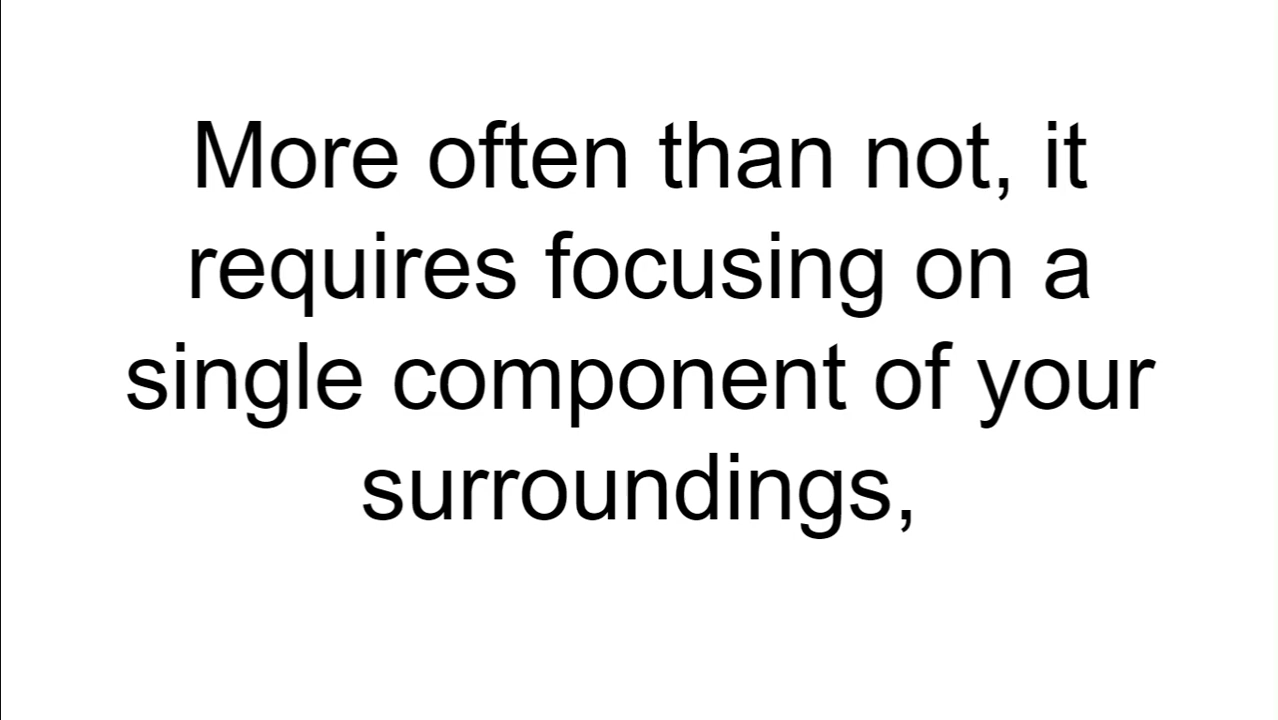 More often than not, it
requires focusing on a
single component of your
surroundings,